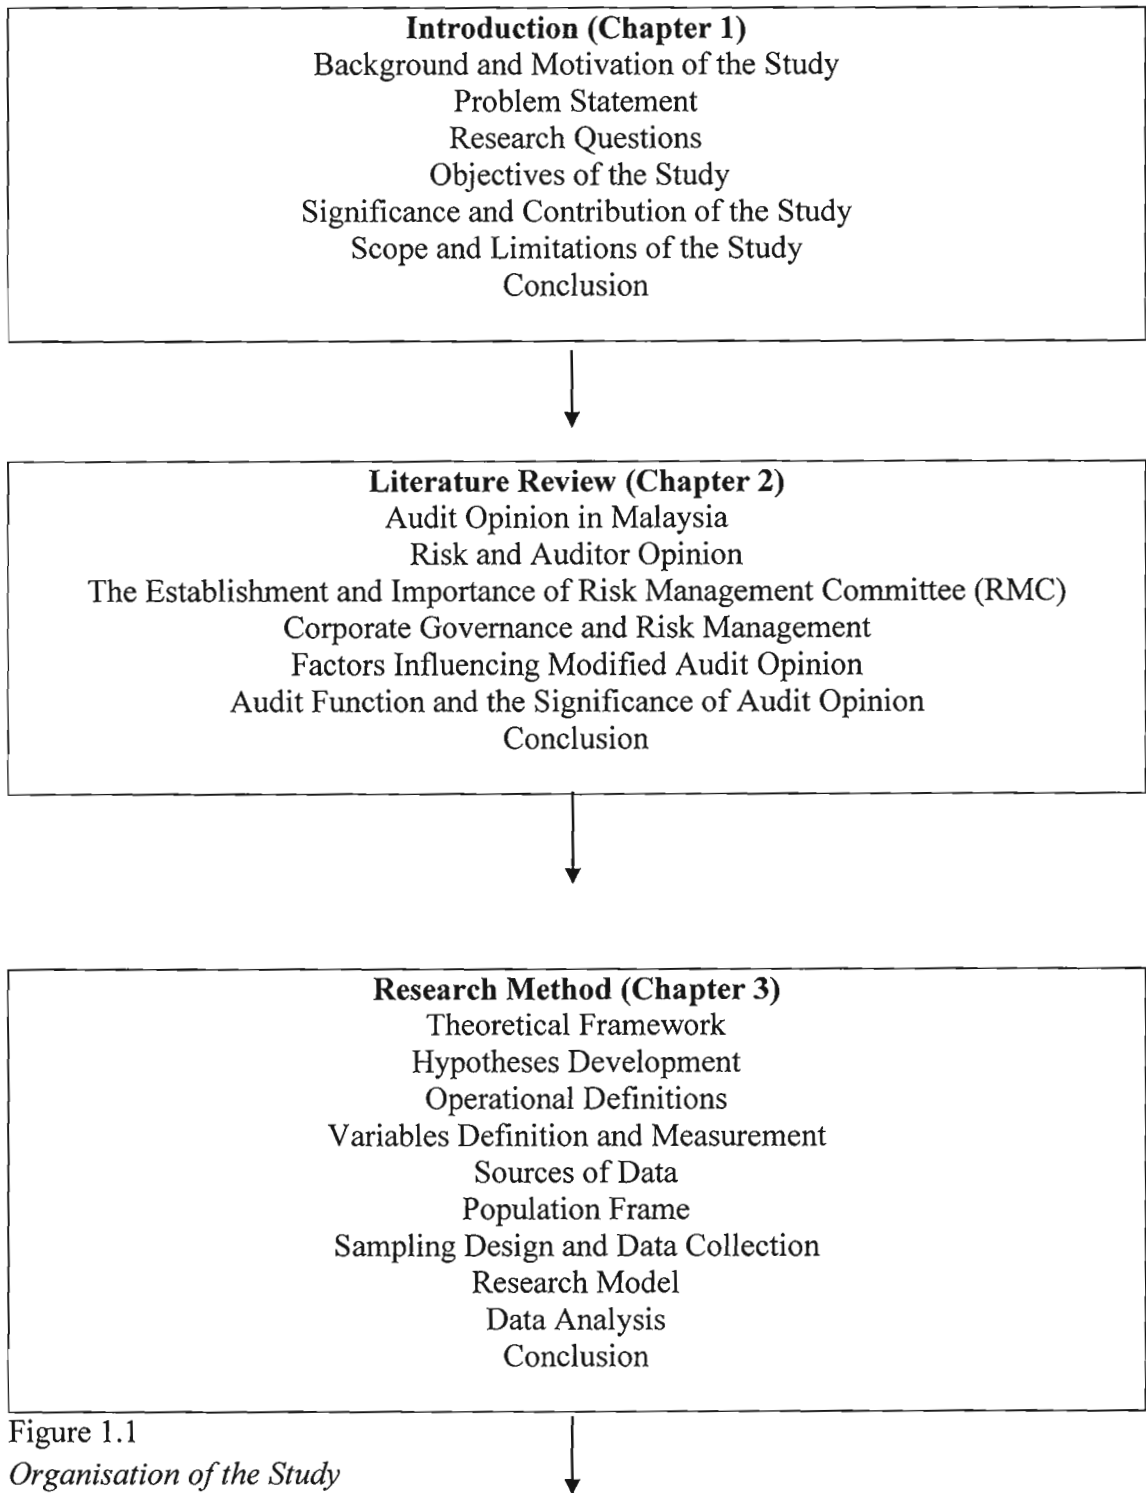 Introduction (Chapter 1)
Background and Motivation of the Study
Problem Statement
Research Questions
Objectives of the Study
Significance and Contribution of the Study
Scope and Limitations of the Study
Conclusion
Literature Review (Chapter 2)
Audit Opinion in Malaysia
Risk and Auditor Opinion
The Establishment and Importance of Risk Management Committee (RMC)
Corporate Governance and Risk Management
Factors Influencing Modified Audit Opinion
Audit Function and the Significance of Audit Opinion
Conclusion
Research Method (Chapter 3)
Theoretical Framework
Hypotheses Development
Operational Definitions
Variables Definition and Measurement
Sources of Data
Population Frame
Sampling Design and Data Collection
Research Model
Data Analysis
Conclusion
Figure 1.1
Organisation of the Study